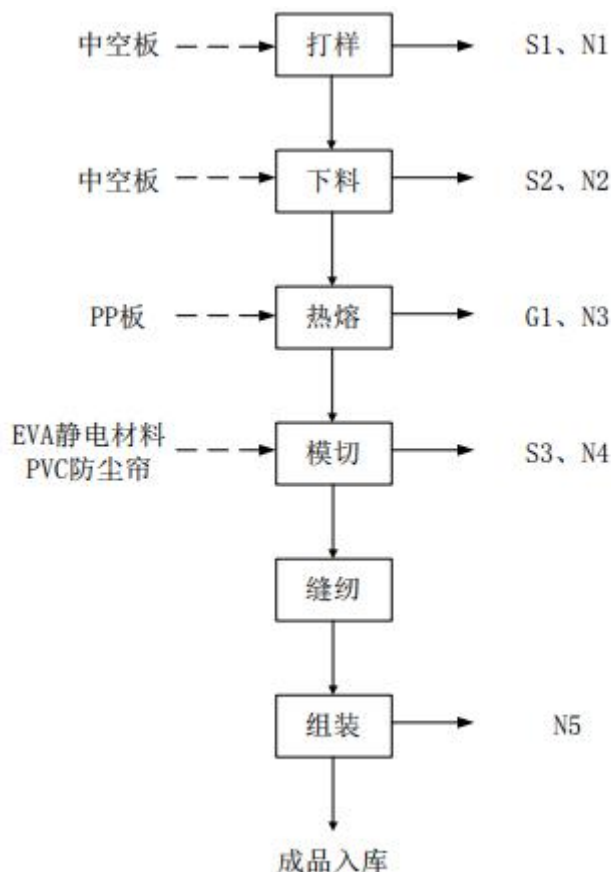 中空板 打样 S1、N1
中空板 下料 S2、N2
PP板 热熔 G1、N3
EVA静电材料
PVC防尘帘 模切 S3、N4
缝纫
组装 N5
成品入库